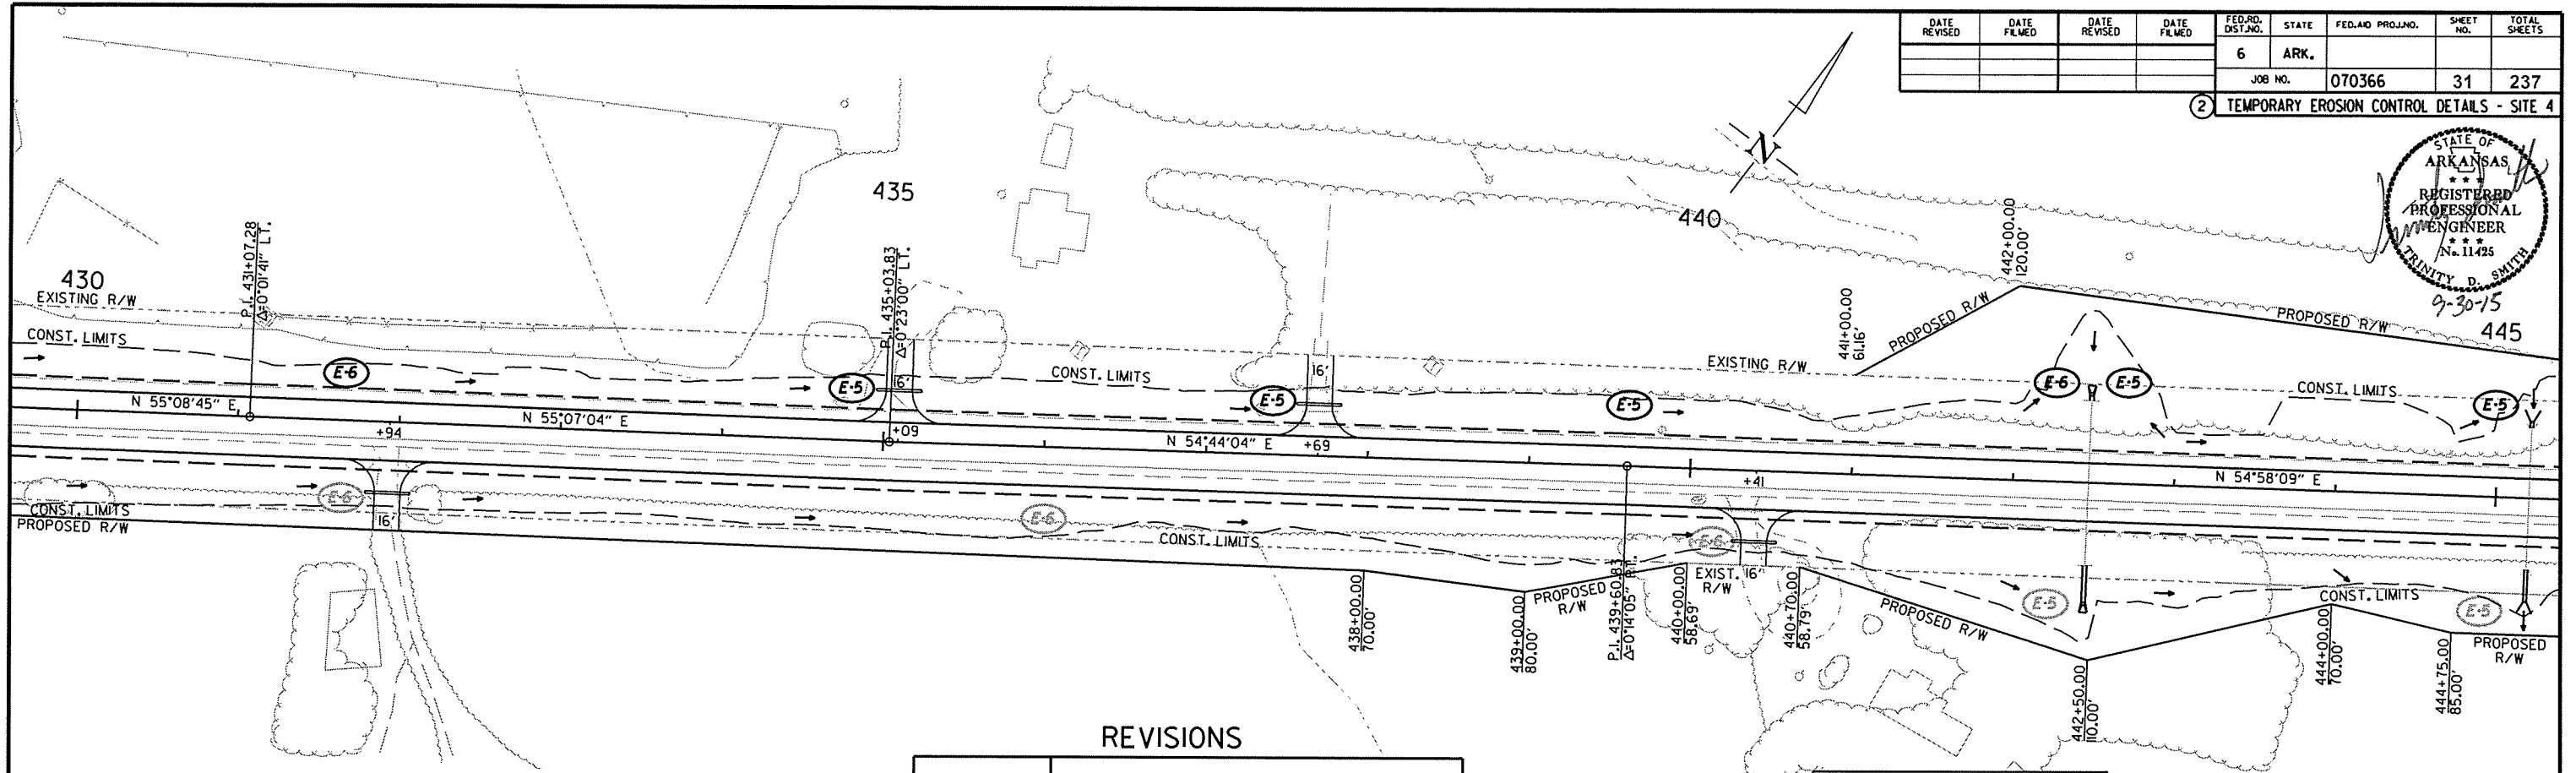 DATE REVISED
DATE FILMED
DATE REVISED
DATE FILMED
FED.RD. DIST.NO.
STATE
FED.AID PROJ.NO.
SHEET NO.
TOTAL SHEETS
6
ARK.
JOB NO.
070366
31
237
2
TEMPORARY EROSION CONTROL DETAILS - SITE 4
STATE OF
ARKANSAS
REGISTERED
PROFESSIONAL
ENGINEER
No. 11425
TRINITY D. SMITH
9-30-15
N
430
435
440
445
EXISTING R/W
CONST. LIMITS
P.I. 431+07.28
Δ=0°01'41" LT.
P.I. 435+03.83
Δ=0°23'00" LT.
442+00.00
120.00'
441+00.00
61.16'
PROPOSED R/W
PROPOSED R/W
EXISTING R/W
CONST. LIMITS
CONST. LIMITS
E-6
E-5
16'
E-5
16'
E-5
E-6
E-5
E-5
N 55°08'45" E
+94
N 55°07'04" E
+09
N 54°44'04" E
+69
+41
N 54°58'09" E
E-6
16'
CONST. LIMITS
PROPOSED R/W
E-6
CONST. LIMITS
E-6
EXIST. 16'
R/W
E-5
CONST. LIMITS
E-5
438+00.00
70.00'
439+00.00
80.00'
PROPOSED
R/W
P.I. 439+60.83
Δ=0°14'05" RT.
440+00.00
58.69'
440+70.00
58.79'
PROPOSED R/W
442+50.00
110.00'
444+00.00
70.00'
444+75.00
85.00'
PROPOSED
R/W
REVISIONS